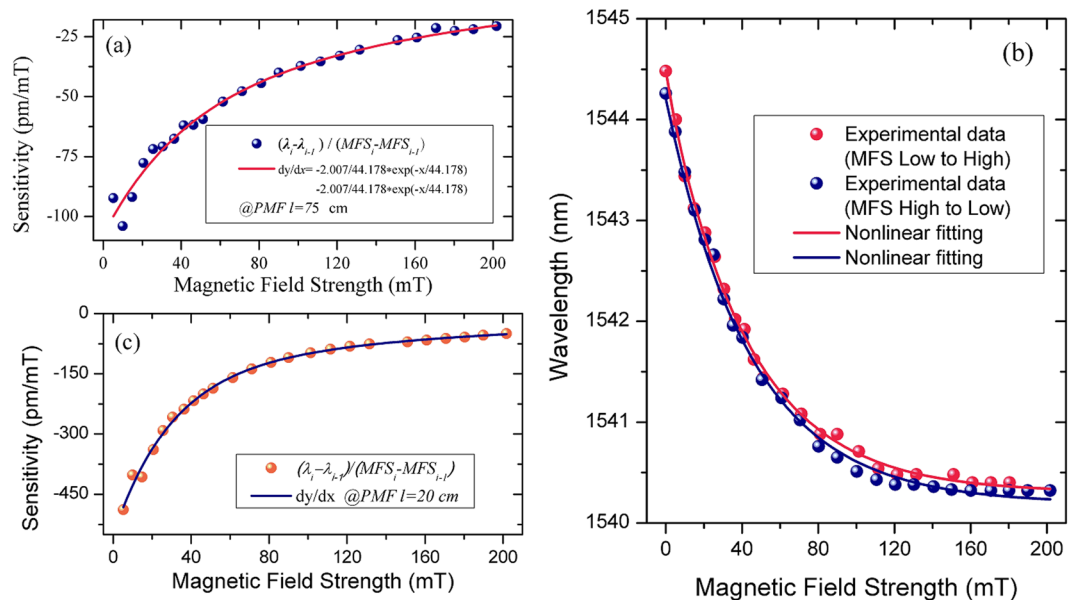 (a)
Sensitivity (pm/mT)
-25
-50
-75
-100
(λi-λi-1) / (MFSi-MFSi-1)
dy/dx= -2.007/44.178*exp(-x/44.178)
-2.007/44.178*exp(-x/44.178)
@PMF l=75 cm
0 40 80 120 160 200
Magnetic Field Strength (mT)
(c)
Sensitivity (pm/mT)
0
-150
-300
-450
(λi-λi-1)/(MFSi-MFSi-1)
dy/dx @PMF l=20 cm
0 40 80 120 160 200
Magnetic Field Strength (mT)
(b)
Wavelength (nm)
1545
1544
1543
1542
1541
1540
Experimental data
(MFS Low to High)
Experimental data
(MFS High to Low)
Nonlinear fitting
Nonlinear fitting
0 40 80 120 160 200
Magnetic Field Strength (mT)